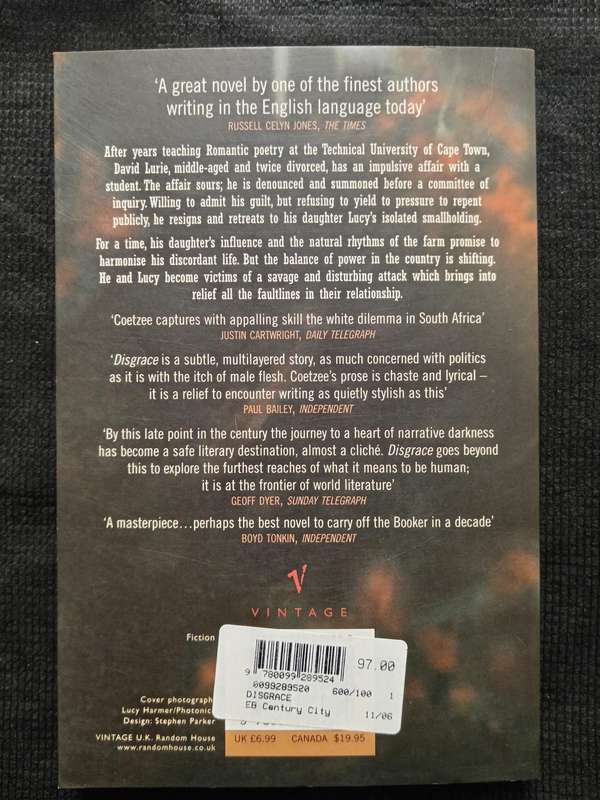 ‘A great novel by one of the finest authors
writing in the English language today’
RUSSELL CELYN JONES, THE TIMES
After years teaching Romantic poetry at the Technical University of Cape Town,
David Lurie, middle-aged and twice divorced, has an impulsive affair with a
student. The affair sours; he is denounced and summoned before a committee of
inquiry. Willing to admit his guilt, but refusing to yield to pressure to repent
publicly, he resigns and retreats to his daughter Lucy’s isolated smallholding.
For a time, his daughter’s influence and the natural rhythms of the farm promise to
harmonise his discordant life. But the balance of power in the country is shifting.
He and Lucy become victims of a savage and disturbing attack which brings into
relief all the faultlines in their relationship.
‘Coetzee captures with appalling skill the white dilemma in South Africa’
JUSTIN CARTWRIGHT, DAILY TELEGRAPH
‘Disgrace is a subtle, multilayered story, as much concerned with politics
as it is with the itch of male flesh. Coetzee’s prose is chaste and lyrical –
it is a relief to encounter writing as quietly stylish as this’
PAUL BAILEY, INDEPENDENT
‘By this late point in the century the journey to a heart of narrative darkness
has become a safe literary destination, almost a cliché. Disgrace goes beyond
this to explore the furthest reaches of what it means to be human;
it is at the frontier of world literature’
GEOFF DYER, SUNDAY TELEGRAPH
‘A masterpiece…perhaps the best novel to carry off the Booker in a decade’
BOYD TONKIN, INDEPENDENT
V
VINTAGE
Fiction
9 780099 289524
97.00
0099289520 600/100 1
DISGRACE
EB Century City 11/06
Cover photograph
Lucy Harmer/Photonic
Design: Stephen Parker
VINTAGE U.K. Random House
www.randomhouse.co.uk
UK £6.99 CANADA $19.95